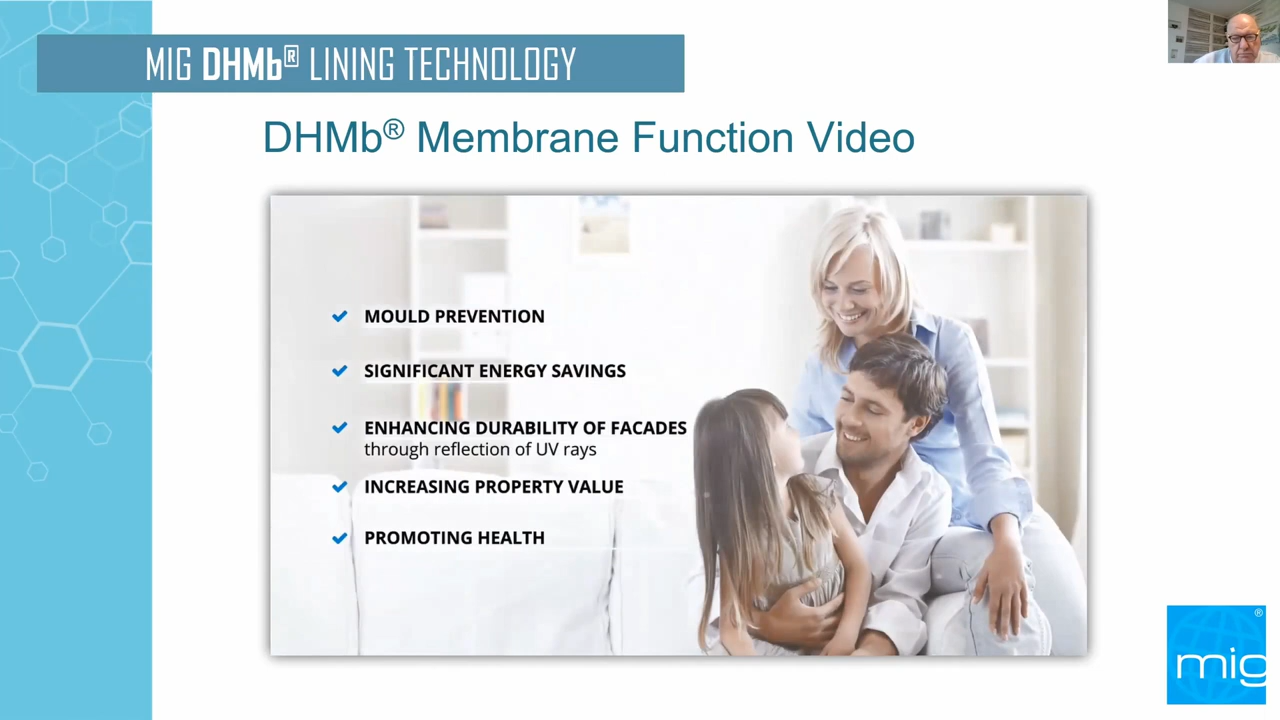 MIG DHMb® LINING TECHNOLOGY
DHMb® Membrane Function Video
MOULD PREVENTION
SIGNIFICANT ENERGY SAVINGS
ENHANCING DURABILITY OF FACADES
through reflection of UV rays
INCREASING PROPERTY VALUE
PROMOTING HEALTH
®
mig